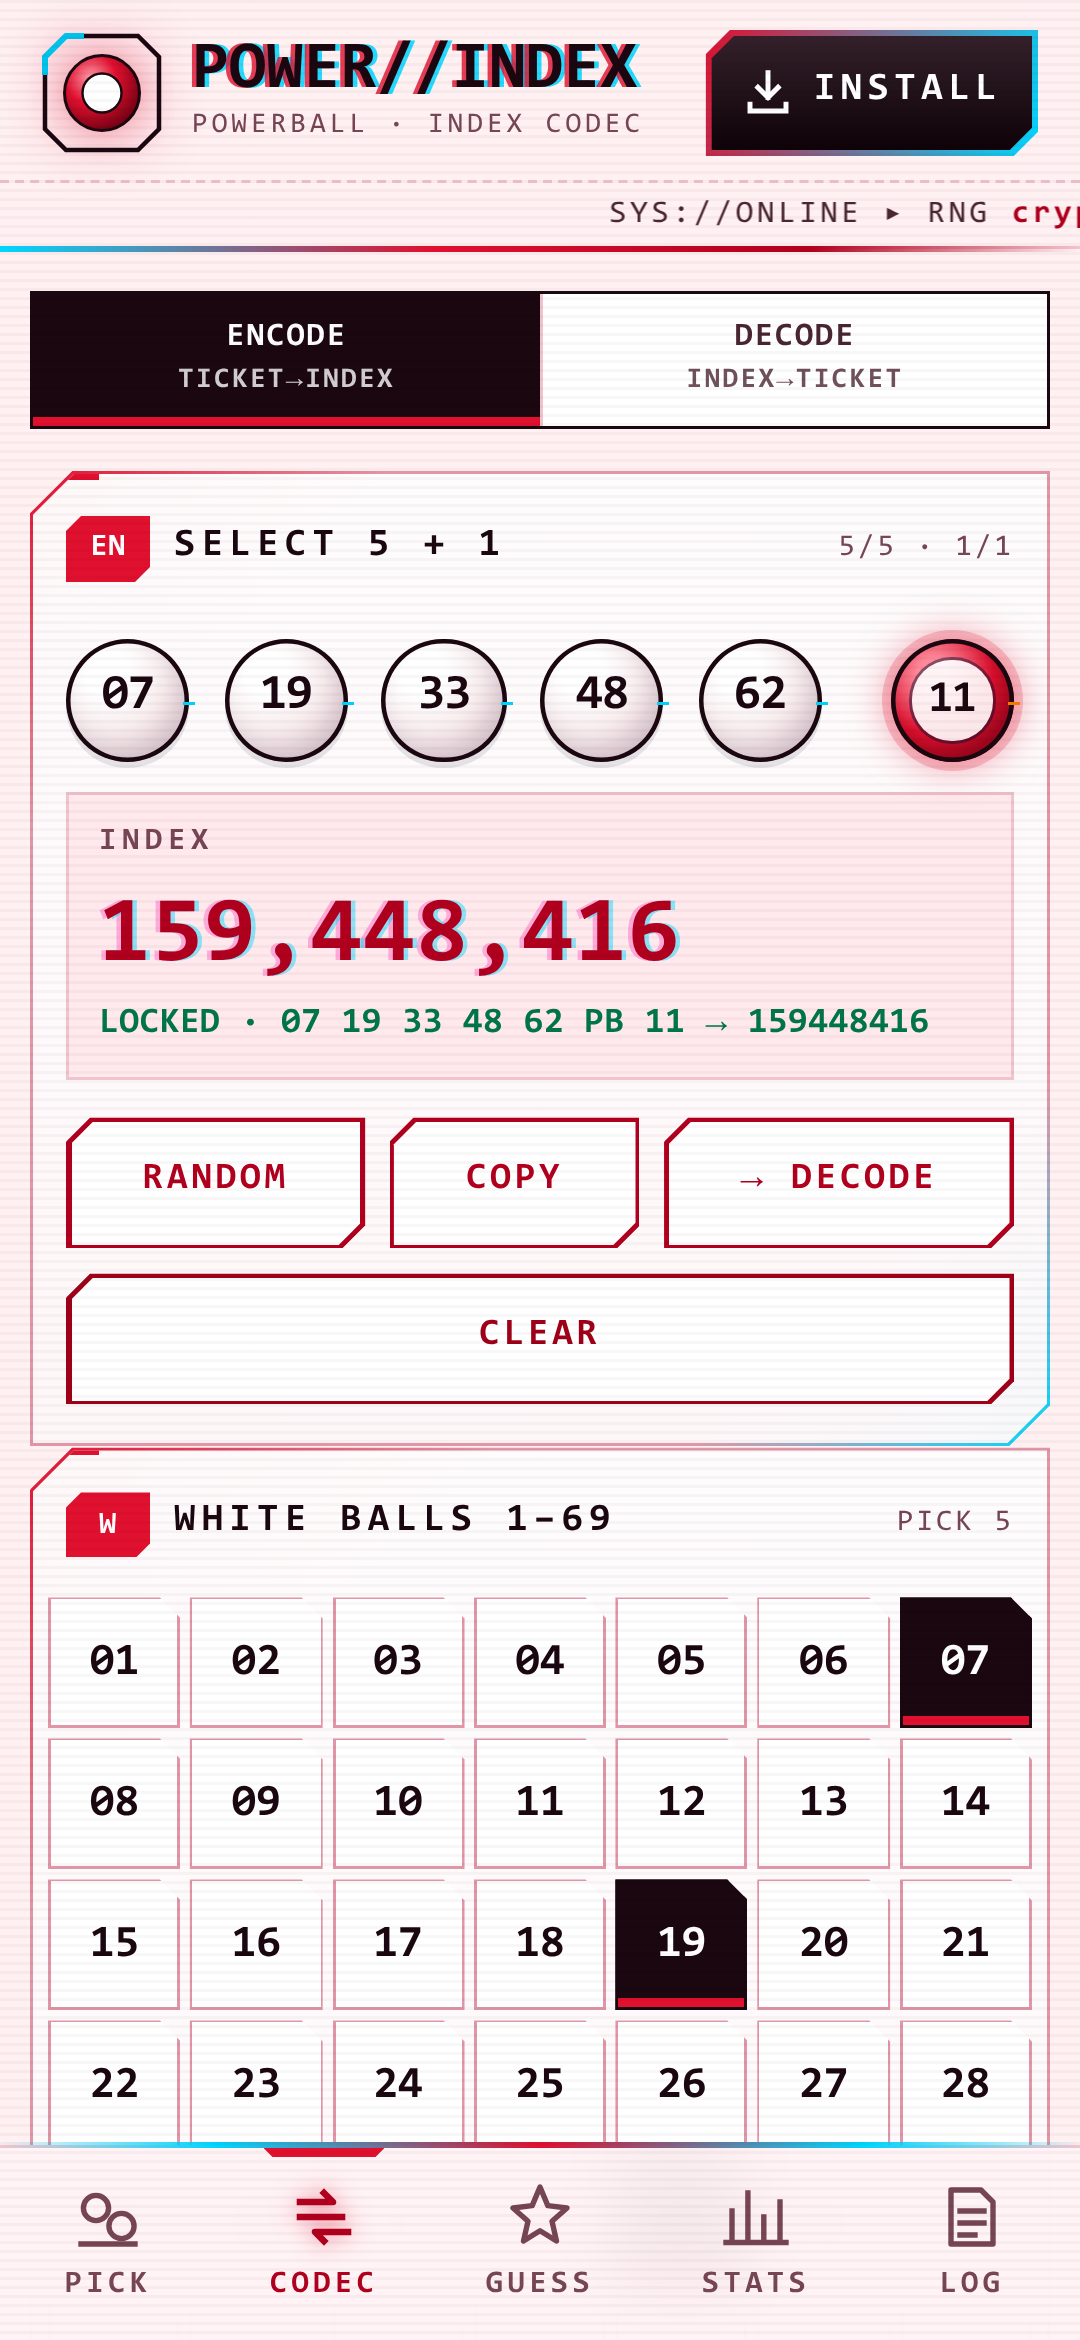 POWER//INDEX
POWERBALL · INDEX CODEC
INSTALL
SYS://ONLINE ▸ RNG
ENCODE
TICKET→INDEX
DECODE
INDEX→TICKET
EN SELECT 5 + 1 5/5 · 1/1
07 19 33 48 62 11
INDEX
159,448,416
LOCKED · 07 19 33 48 62 PB 11 → 159448416
RANDOM COPY → DECODE
CLEAR
W WHITE BALLS 1–69 PICK 5
01 02 03 04 05 06 07
08 09 10 11 12 13 14
15 16 17 18 19 20 21
22 23 24 25 26 27 28
PICK CODEC GUESS STATS LOG